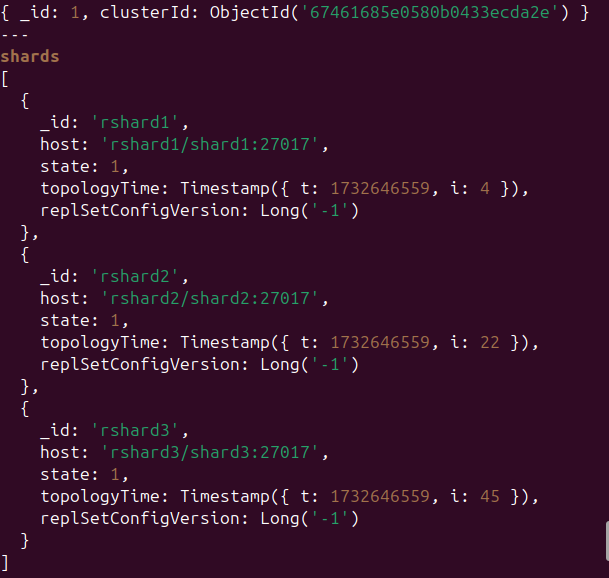 { _id: 1, clusterId: ObjectId('67461685e0580b0433ecda2e') }
---
shards
[
  {
    _id: 'rshard1',
    host: 'rshard1/shard1:27017',
    state: 1,
    topologyTime: Timestamp({ t: 1732646559, i: 4 }),
    replSetConfigVersion: Long('-1')
  },
  {
    _id: 'rshard2',
    host: 'rshard2/shard2:27017',
    state: 1,
    topologyTime: Timestamp({ t: 1732646559, i: 22 }),
    replSetConfigVersion: Long('-1')
  },
  {
    _id: 'rshard3',
    host: 'rshard3/shard3:27017',
    state: 1,
    topologyTime: Timestamp({ t: 1732646559, i: 45 }),
    replSetConfigVersion: Long('-1')
  }
]